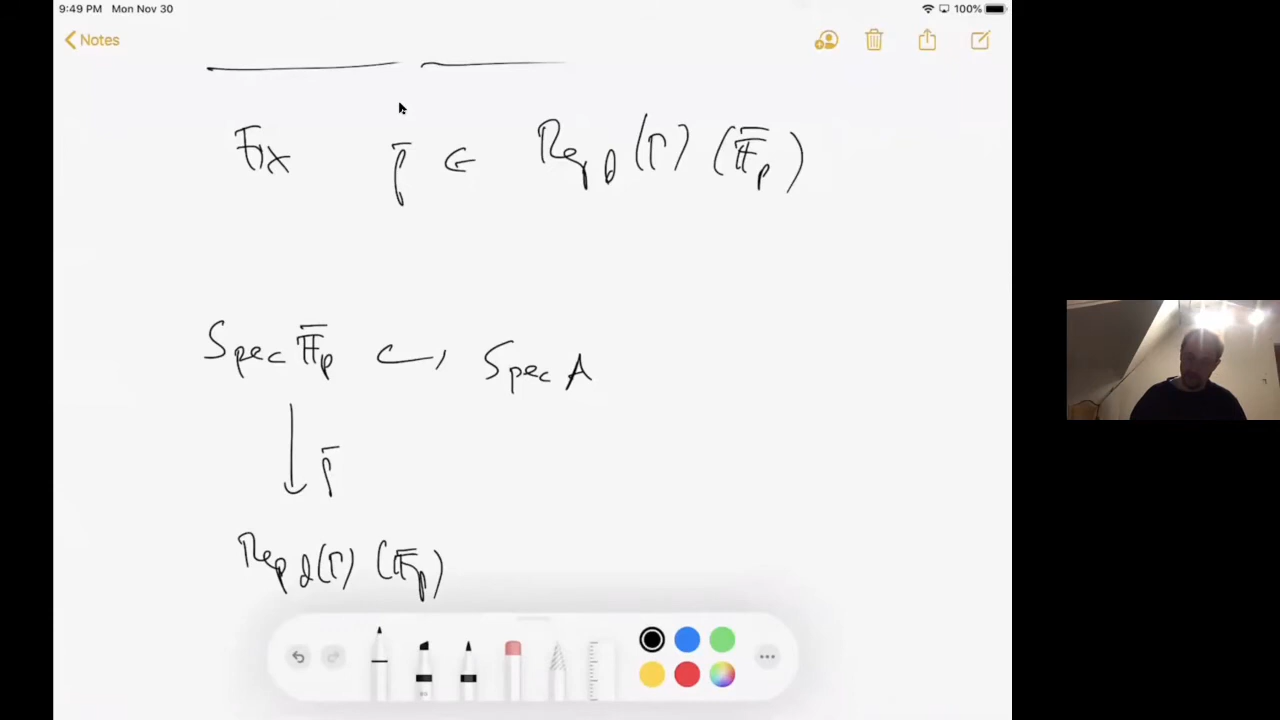 9:49 PM Mon Nov 30
100%
Notes
Fix ρ̄ ∈ Rep_d(Γ)(F̄_p)
Spec F̄_p ↪ Spec A
↓ ρ̄
Rep_d(Γ)(F̄_p)